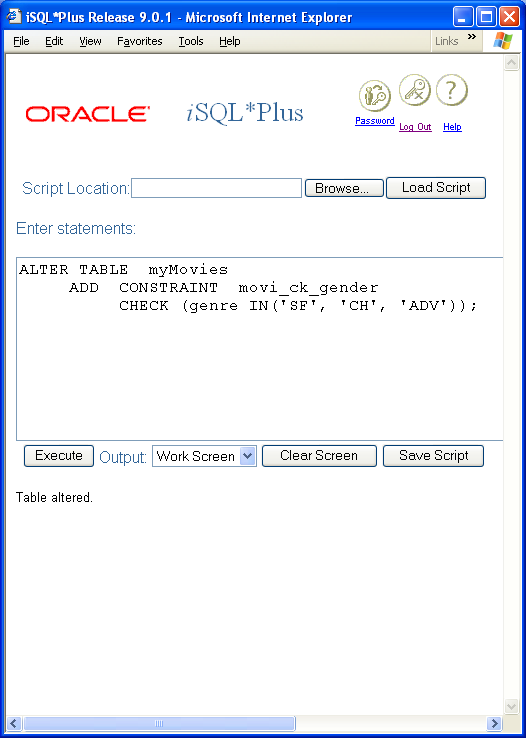 iSQL*Plus Release 9.0.1 - Microsoft Internet Explorer
File Edit View Favorites Tools Help Links »
ORACLE® iSQL*Plus
Password Log Out Help
Script Location: Browse... Load Script
Enter statements:
ALTER TABLE myMovies
ADD CONSTRAINT movi_ck_gender
CHECK (genre IN('SF', 'CH', 'ADV'));
Execute Output: Work Screen Clear Screen Save Script
Table altered.